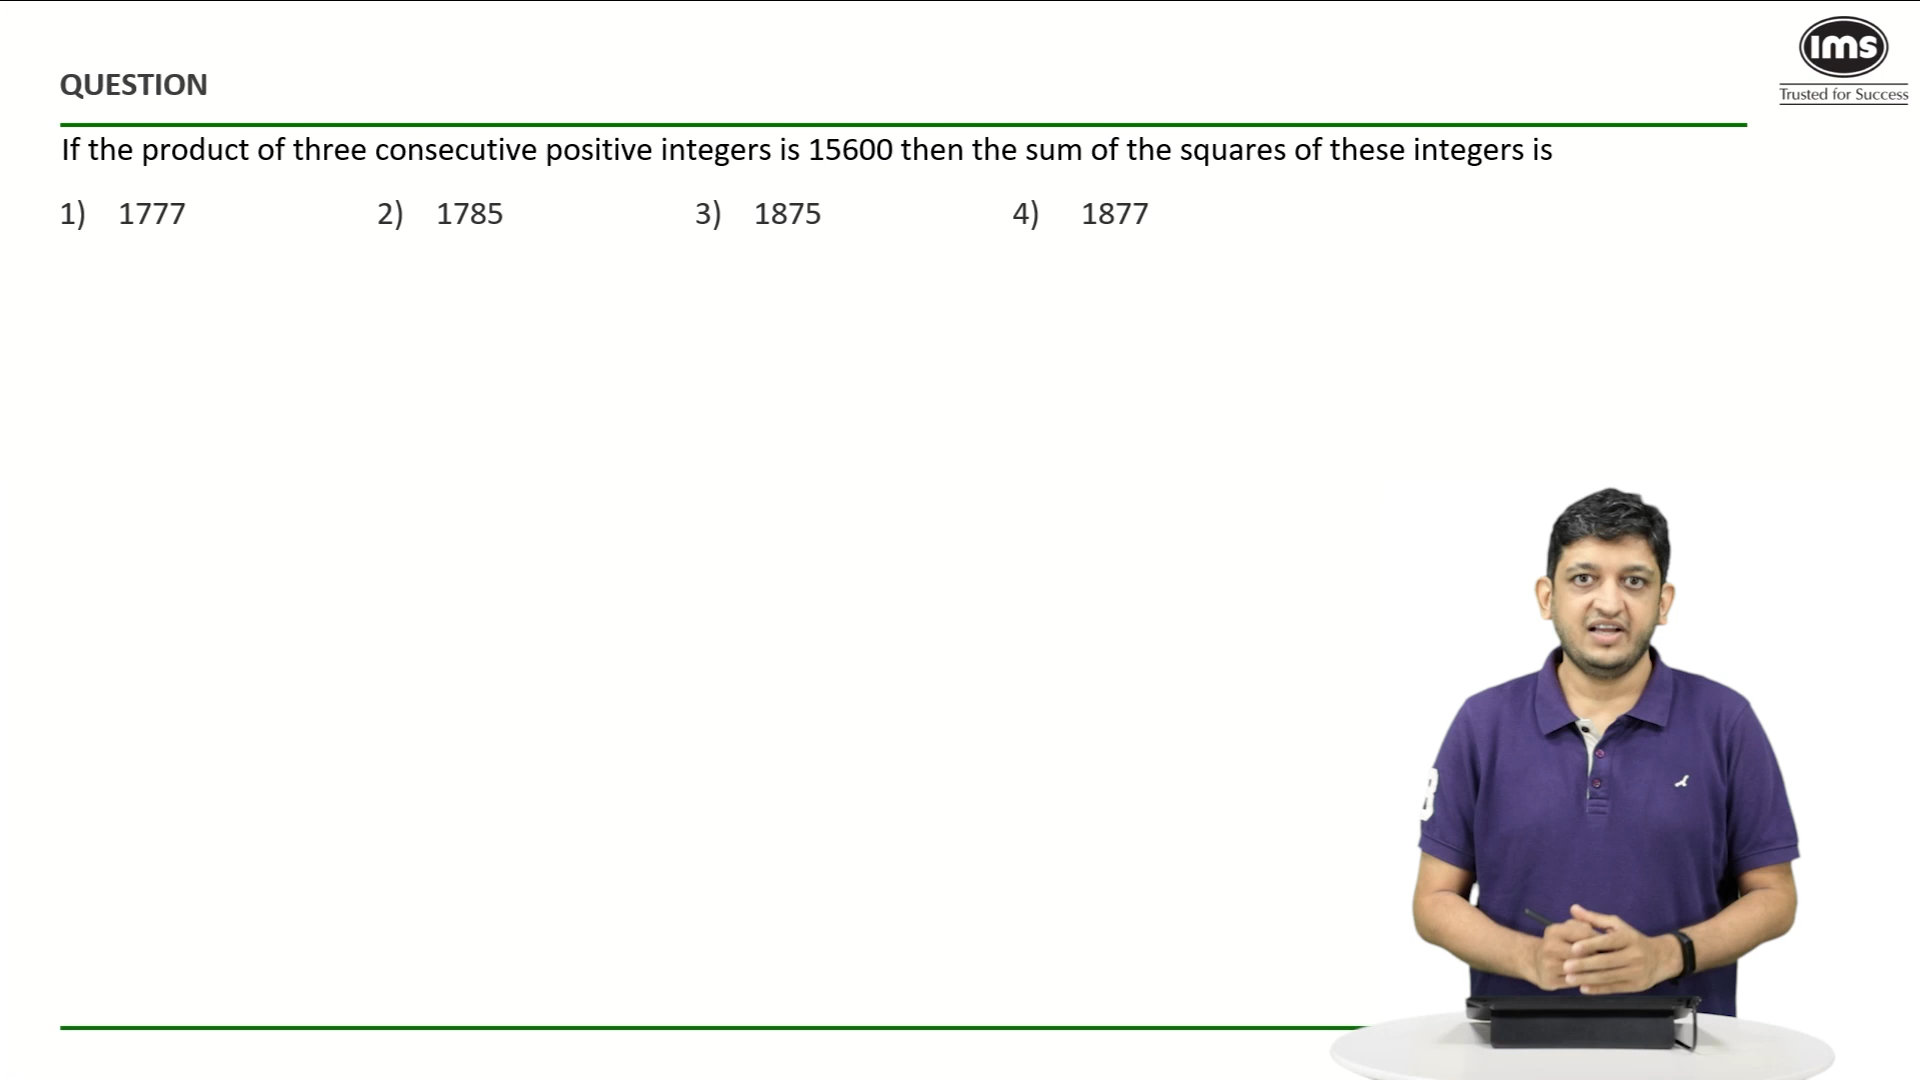 ims
Trusted for Success
QUESTION
If the product of three consecutive positive integers is 15600 then the sum of the squares of these integers is
1) 1777 2) 1785 3) 1875 4) 1877
3